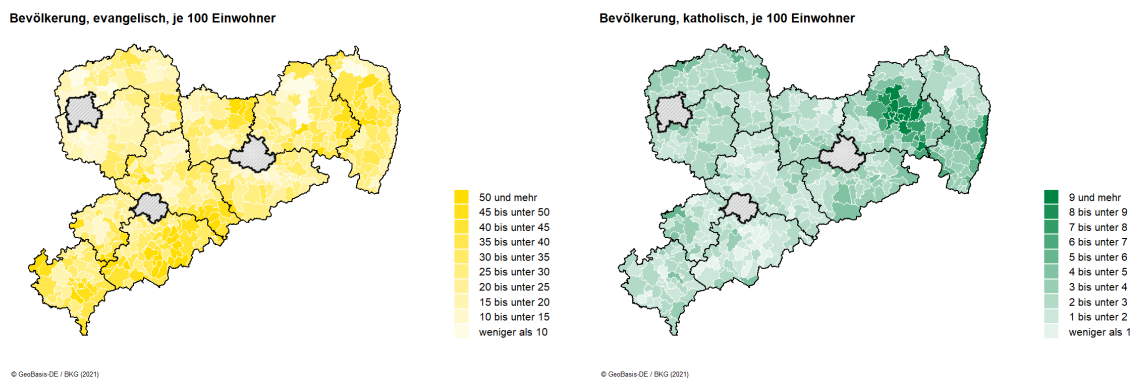 Bevölkerung, evangelisch, je 100 Einwohner
50 und mehr
45 bis unter 50
40 bis unter 45
35 bis unter 40
30 bis unter 35
25 bis unter 30
20 bis unter 25
15 bis unter 20
10 bis unter 15
weniger als 10
© GeoBasis-DE / BKG (2021)
Bevölkerung, katholisch, je 100 Einwohner
9 und mehr
8 bis unter 9
7 bis unter 8
6 bis unter 7
5 bis unter 6
4 bis unter 5
3 bis unter 4
2 bis unter 3
1 bis unter 2
weniger als 1
© GeoBasis-DE / BKG (2021)